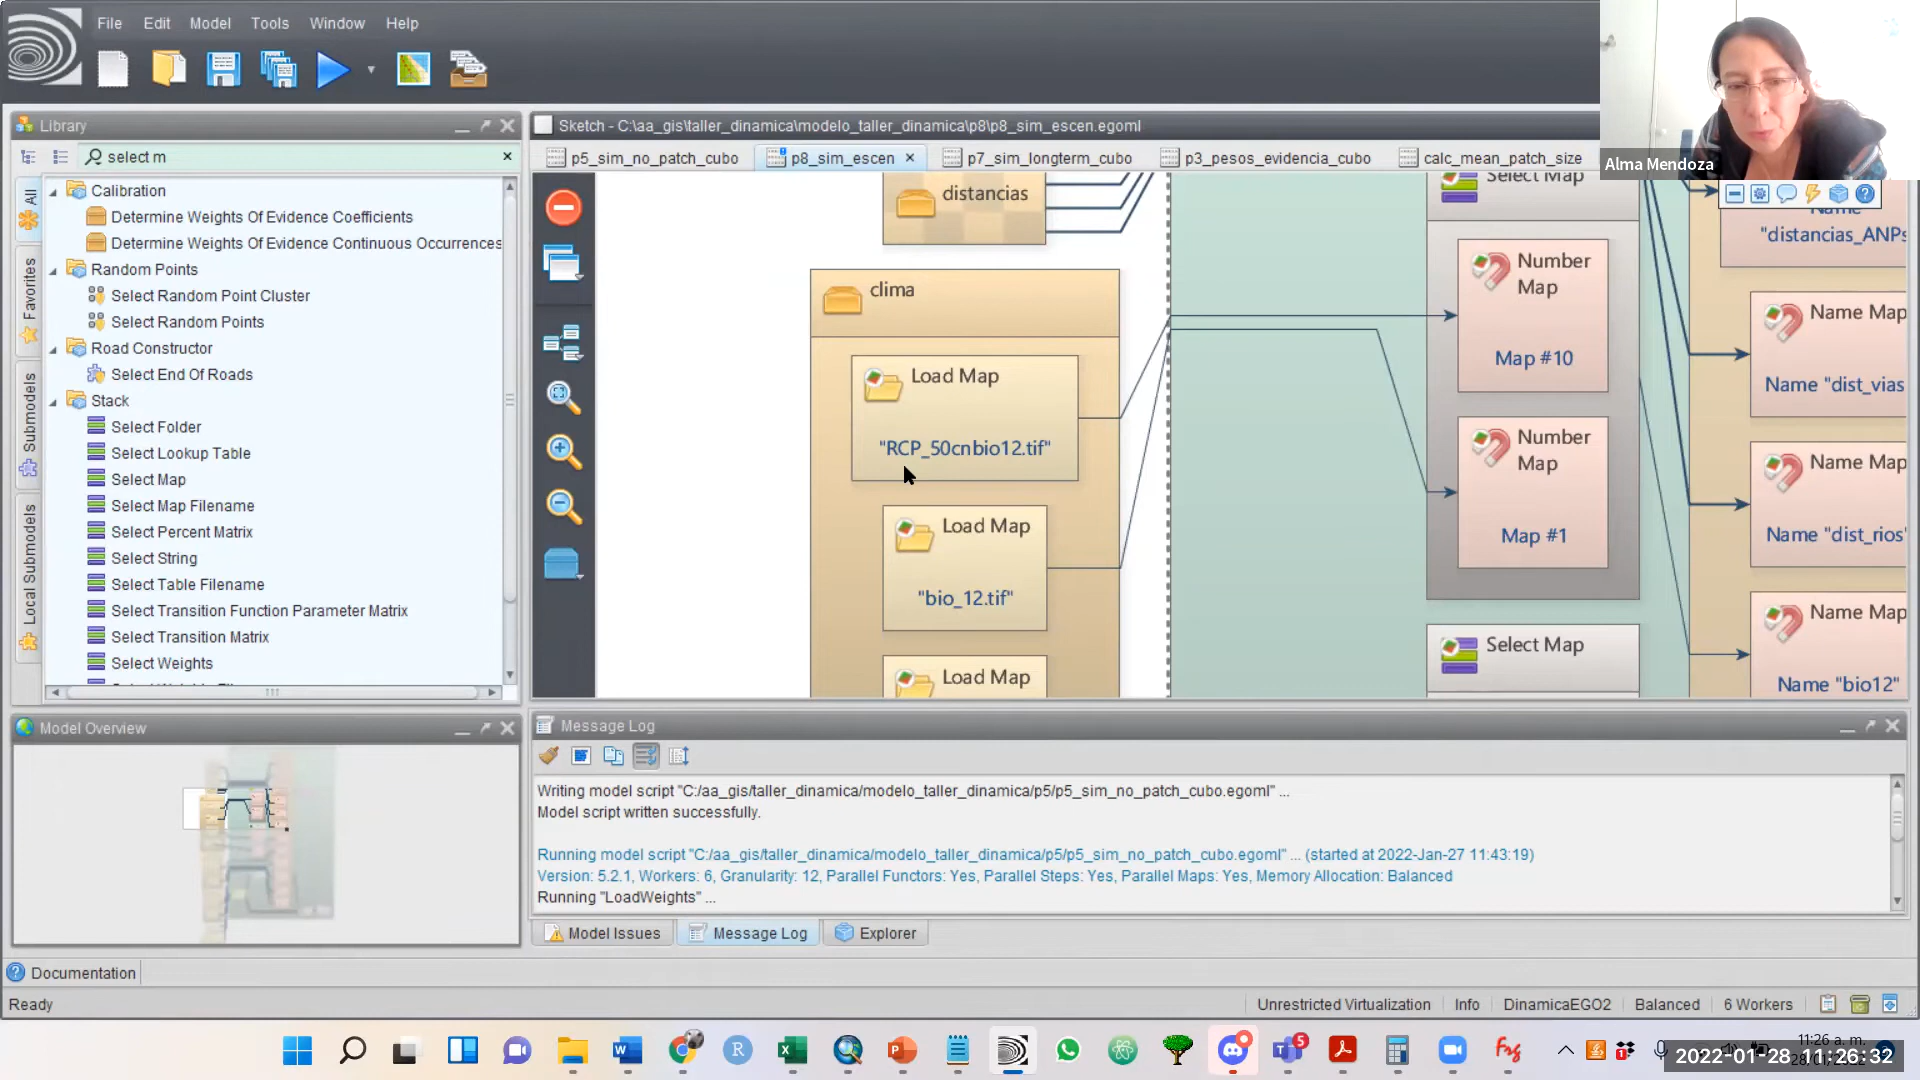 File Edit Model Tools Window Help
Library
select m
All
Favorites
Submodels
Local Submodels
Calibration
Determine Weights Of Evidence Coefficients
Determine Weights Of Evidence Continuous Occurrences
Random Points
Select Random Point Cluster
Select Random Points
Road Constructor
Select End Of Roads
Stack
Select Folder
Select Lookup Table
Select Map
Select Map Filename
Select Percent Matrix
Select String
Select Table Filename
Select Transition Function Parameter Matrix
Select Transition Matrix
Select Weights
Model Overview
Sketch - C:\aa_gis\taller_dinamica\modelo_taller_dinamica\p8\p8_sim_escen.egoml
p5_sim_no_patch_cubo
p8_sim_escen
p7_sim_longterm_cubo
p3_pesos_evidencia_cubo
calc_mean_patch_size
distancias
clima
Load Map
"RCP_50cnbio12.tif"
Load Map
"bio_12.tif"
Load Map
Select Map
Number Map
Map #10
Number Map
Map #1
Select Map
Name
"distancias_ANPs
Name Map
Name "dist_vias
Name Map
Name "dist_rios"
Name Map
Name "bio12"
Alma Mendoza
Message Log
Writing model script "C:/aa_gis/taller_dinamica/modelo_taller_dinamica/p5/p5_sim_no_patch_cubo.egoml" ...
Model script written successfully.
Running model script "C:/aa_gis/taller_dinamica/modelo_taller_dinamica/p5/p5_sim_no_patch_cubo.egoml" ... (started at 2022-Jan-27 11:43:19)
Version: 5.2.1, Workers: 6, Granularity: 12, Parallel Functors: Yes, Parallel Steps: Yes, Parallel Maps: Yes, Memory Allocation: Balanced
Running "LoadWeights" ...
Model Issues
Message Log
Explorer
Documentation
Ready
Unrestricted Virtualization
Info
DinamicaEGO2
Balanced
6 Workers
11:26 a. m.
2022-01-28 11:26:32